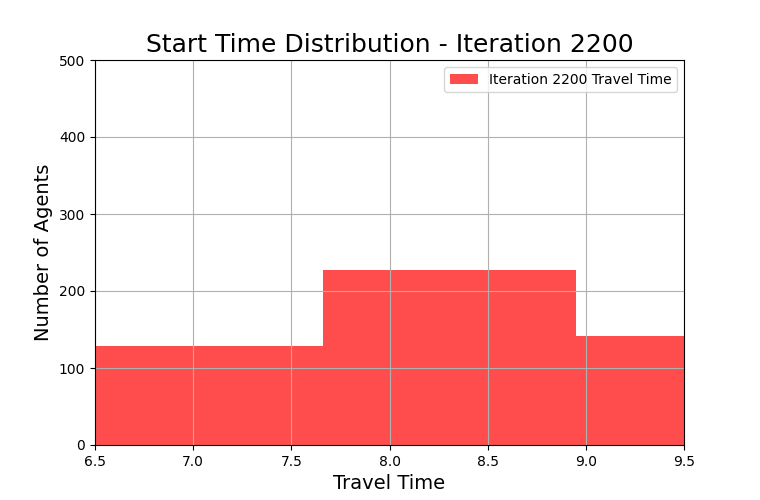 Start Time Distribution - Iteration 2200
Iteration 2200 Travel Time
Number of Agents
500
400
300
200
100
0
6.5 7.0 7.5 8.0 8.5 9.0 9.5
Travel Time